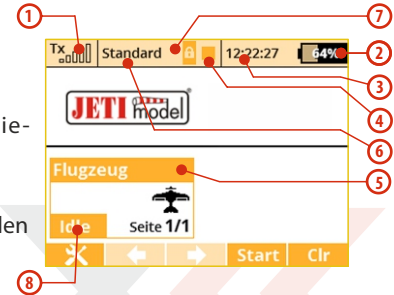 1
7
Tx
Standard
12:22:27
64%
2
3
4
ie-
JETI model
6
Flugzeug
5
den
Idle
Seite 1/1
Start
Clr
8